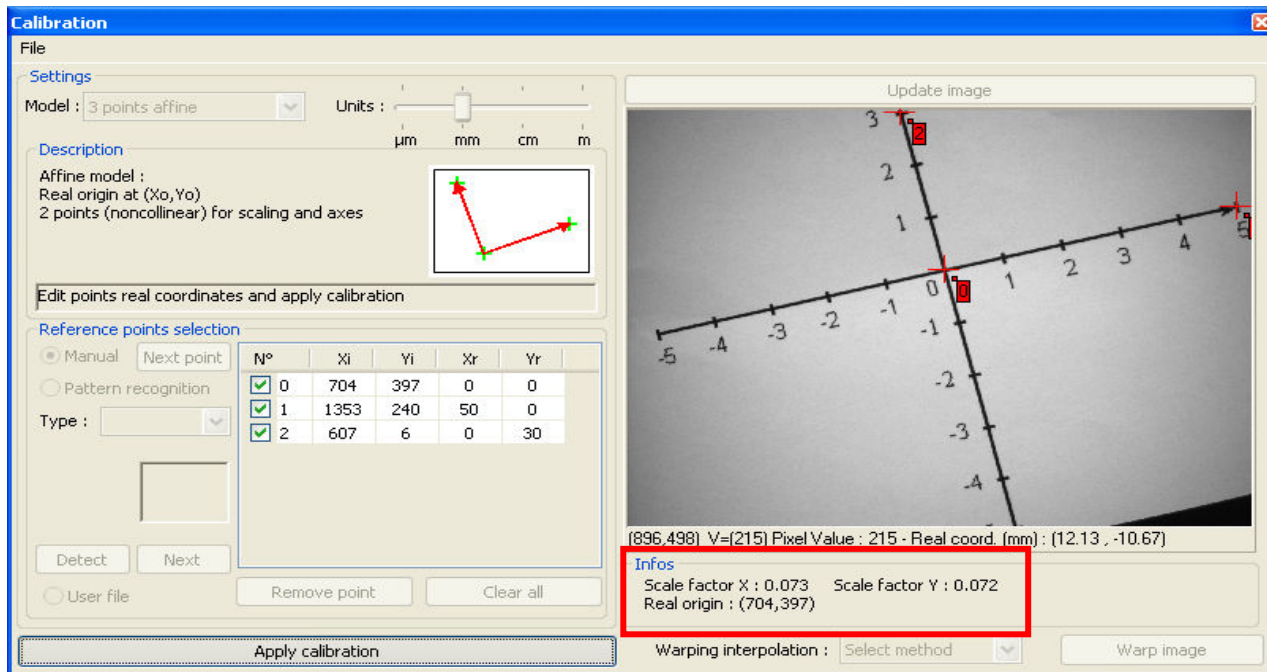 Calibration
File
Settings
Model : 3 points affine
Units :
µm mm cm m
Description
Affine model :
Real origin at (Xo,Yo)
2 points (noncollinear) for scaling and axes
Edit points real coordinates and apply calibration
Reference points selection
Manual Next point
Pattern recognition
Type :
Detect Next
User file
N° Xi Yi Xr Yr
0 704 397 0 0
1 1353 240 50 0
2 607 6 0 30
Remove point Clear all
Apply calibration
Update image
3
2
2
1
5
4
3
2
1
0
0
-1
-2
-3
-4
-5
-1
-2
-3
-4
(896,498) V=(215) Pixel Value : 215 - Real coord. (mm) : (12.13 , -10.67)
Infos
Scale factor X : 0.073 Scale factor Y : 0.072
Real origin : (704,397)
Warping interpolation : Select method Warp image